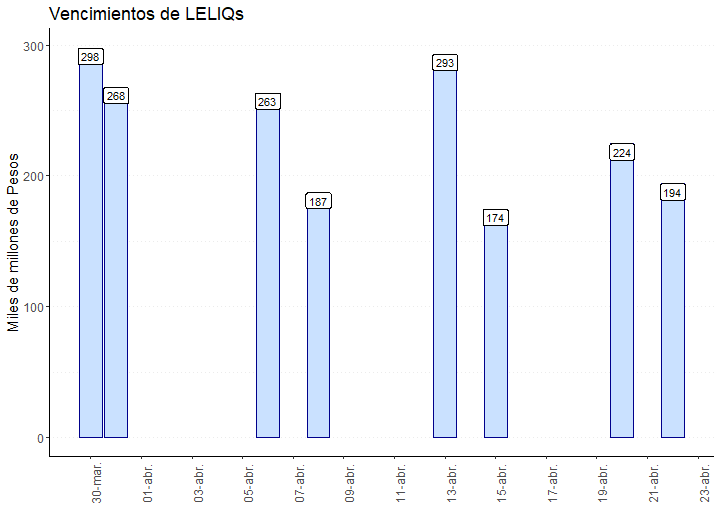 Vencimientos de LELIQs
Miles de millones de Pesos
300
200
100
0
298
268
263
187
293
174
224
194
30-mar.
01-abr.
03-abr.
05-abr.
07-abr.
09-abr.
11-abr.
13-abr.
15-abr.
17-abr.
19-abr.
21-abr.
23-abr.